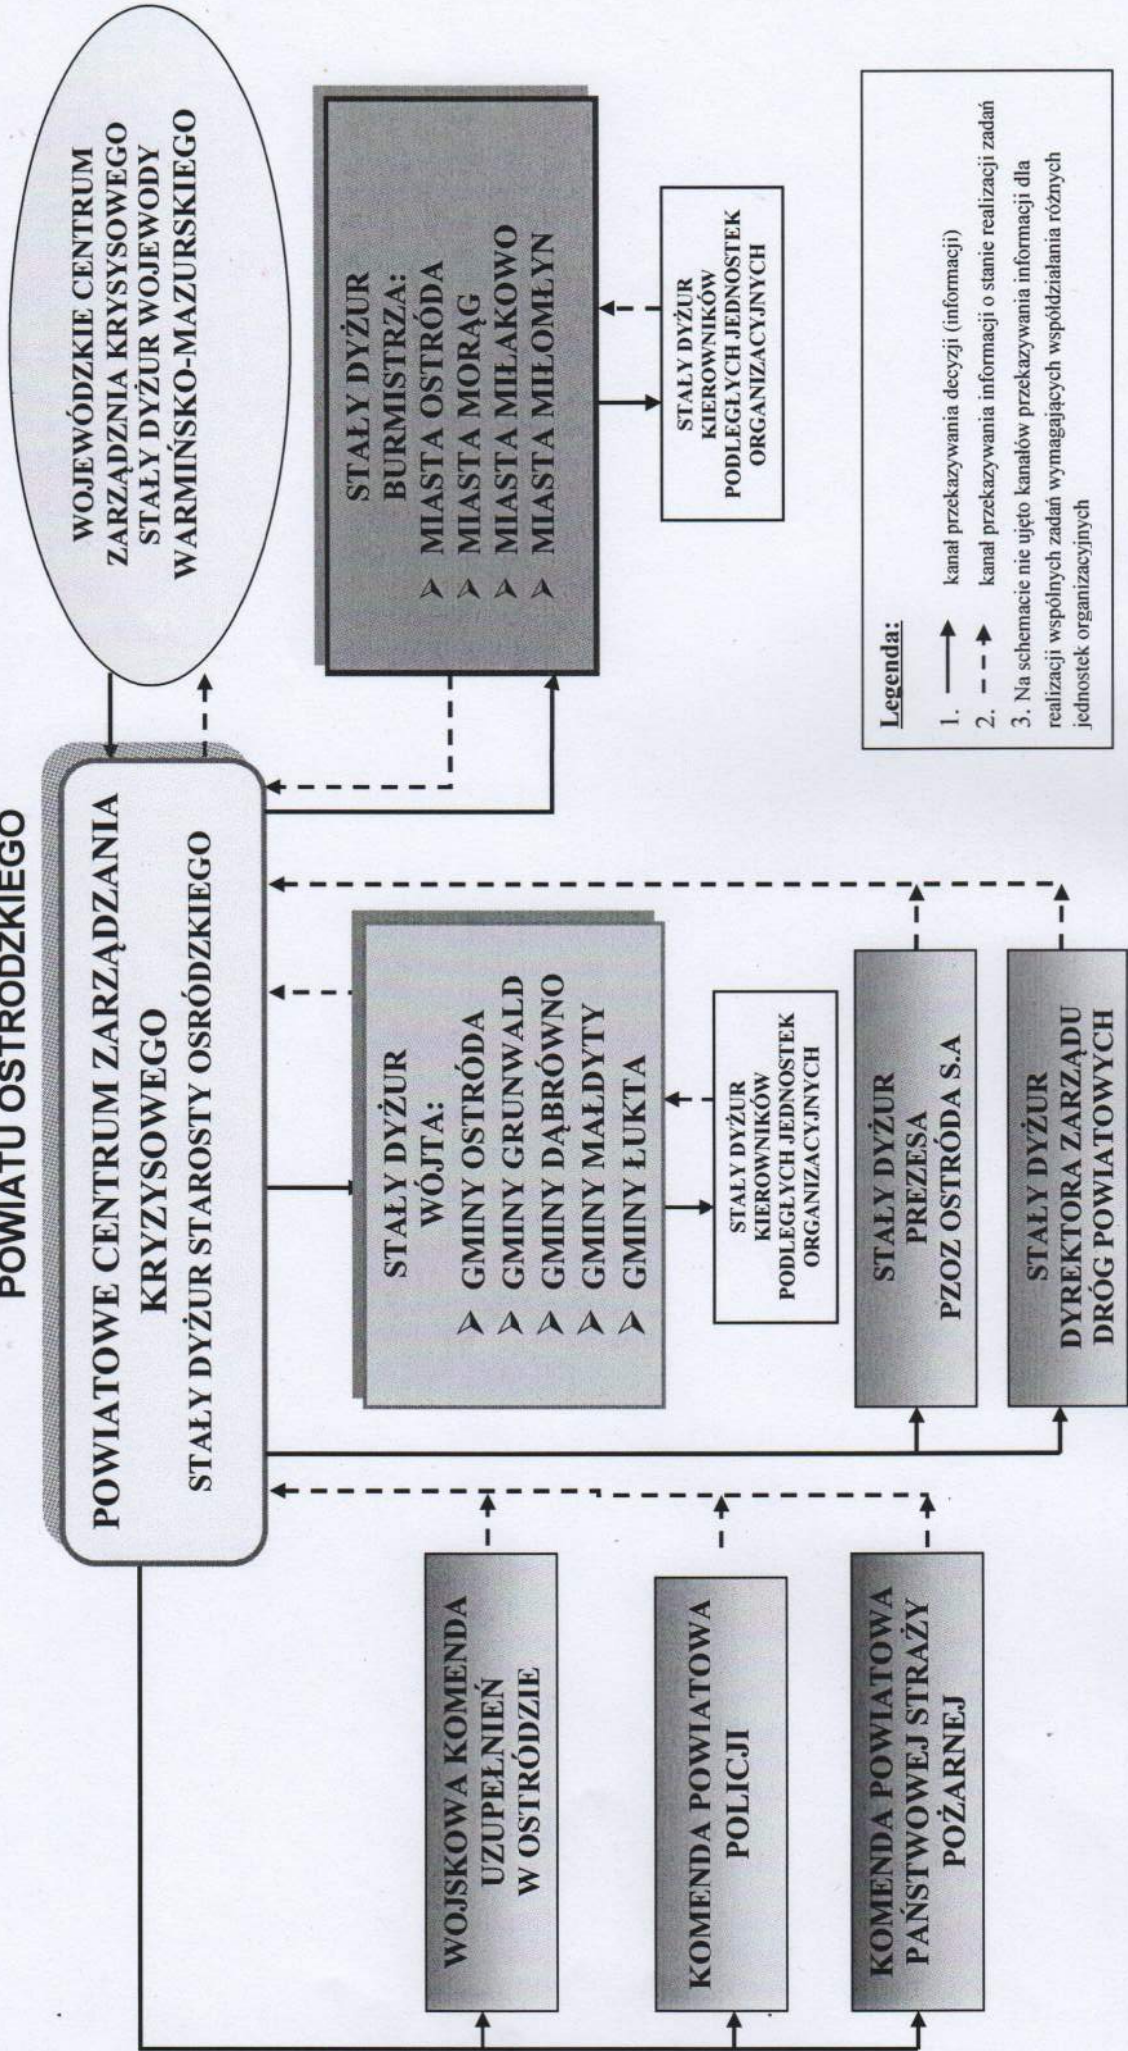 POWIATU OSTRÓDZKIEGO
WOJEWÓDZKIE CENTRUM
ZARZĄDZNIA KRYSYSOWEGO
STAŁY DYŻUR WOJEWODY
WARMIŃSKO-MAZURSKIEGO
POWIATOWE CENTRUM ZARZĄDZANIA
KRYZYSOWEGO
STAŁY DYŻUR STAROSTY OSRÓDZKIEGO
WOJSKOWA KOMENDA
UZUPEŁNIEŃ
W OSTRÓDZIE
KOMENDA POWIATOWA
POLICJI
KOMENDA POWIATOWA
PAŃSTWOWEJ STRAŻY
POŻARNEJ
STAŁY DYŻUR
WÓJTA:
➢ GMINY OSTRÓDA
➢ GMINY GRUNWALD
➢ GMINY DĄBRÓWNO
➢ GMINY MAŁDYTY
➢ GMINY ŁUKTA
STAŁY DYŻUR
KIEROWNIKÓW
PODLEGŁYCH JEDNOSTEK
ORGANIZACYJNYCH
STAŁY DYŻUR
PREZESA
PZOZ OSTRÓDA S.A
STAŁY DYŻUR
DYREKTORA ZARZĄDU
DRÓG POWIATOWYCH
STAŁY DYŻUR
BURMISTRZA:
➢ MIASTA OSTRÓDA
➢ MIASTA MORĄG
➢ MIASTA MIŁAKOWO
➢ MIASTA MIŁOMŁYN
STAŁY DYŻUR
KIEROWNIKÓW
PODLEGŁYCH JEDNOSTEK
ORGANIZACYJNYCH
Legenda:
1. kanał przekazywania decyzji (informacji)
2. kanał przekazywania informacji o stanie realizacji zadań
3. Na schemacie nie ujęto kanałów przekazywania informacji dla
realizacji wspólnych zadań wymagających współdziałania różnych
jednostek organizacyjnych